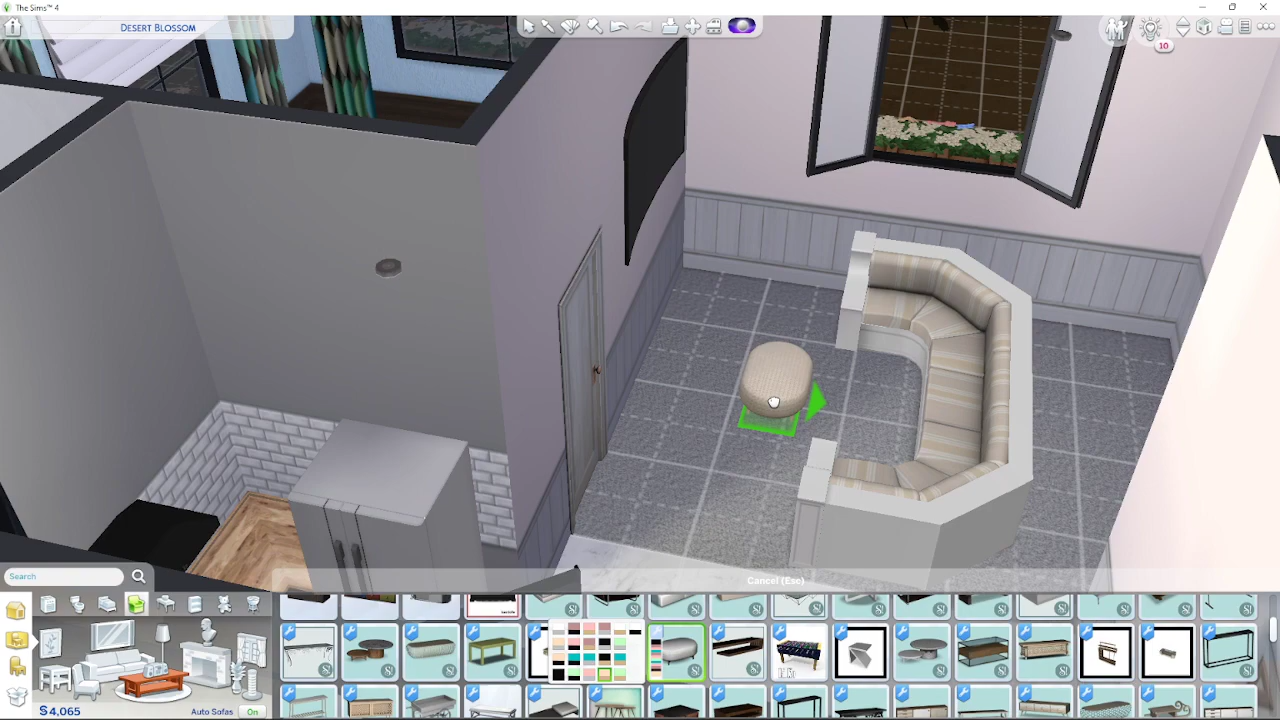 The Sims™ 4
DESERT BLOSSOM
10
Cancel (Esc)
Search
$4,065
Auto Sofas
On